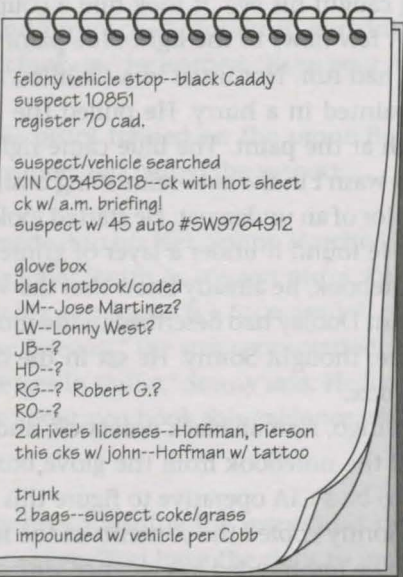 felony vehicle stop--black Caddy
suspect 10851
register '70 Cad.
suspect/vehicle searched
VIN C03456218--ck with hot sheet
ck w/ a.m. briefing!
suspect w/ 45 auto #SW9764912
glove box
black notbook/coded
JM--Jose Martinez?
LW--Lonny West?
JB--?
HD--?
RG--? Robert G.?
RO--?
2 driver's licenses--Hoffman, Pierson
this cks w/ john--Hoffman w/ tattoo
trunk
2 bags--suspect coke/grass
impounded w/ vehicle per Cobb